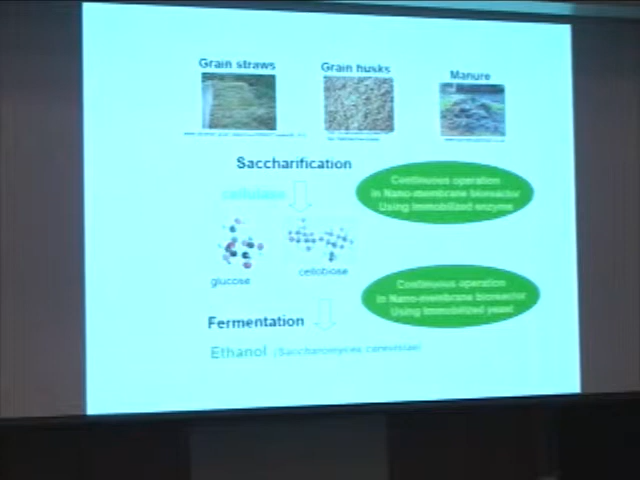 Grain straws
Grain husks
Manure
Saccharification
Continuous operation
in Nano-membrane bioreactor
Using Immobilized enzyme
cellulase
glucose
cellobiose
Continuous operation
in Nano-membrane bioreactor
Using Immobilized yeast
Fermentation
Ethanol (Saccharomyces cerevisiae)